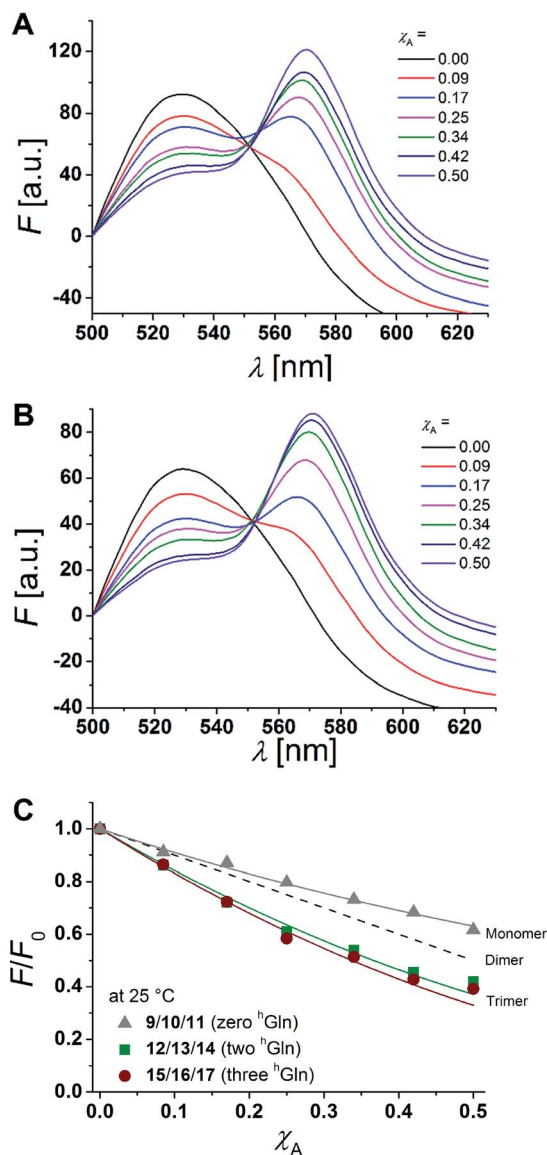 A
χA =
0.00
0.09
0.17
0.25
0.34
0.42
0.50
120
80
40
0
-40
F [a.u.]
500 520 540 560 580 600 620
λ [nm]
B
χA =
0.00
0.09
0.17
0.25
0.34
0.42
0.50
80
60
40
20
0
-20
-40
F [a.u.]
500 520 540 560 580 600 620
λ [nm]
C
1.0
0.8
0.6
0.4
0.2
0.0
F/F0
Monomer
Dimer
Trimer
at 25 °C
9/10/11 (zero hGln)
12/13/14 (two hGln)
15/16/17 (three hGln)
0.0 0.1 0.2 0.3 0.4 0.5
χA